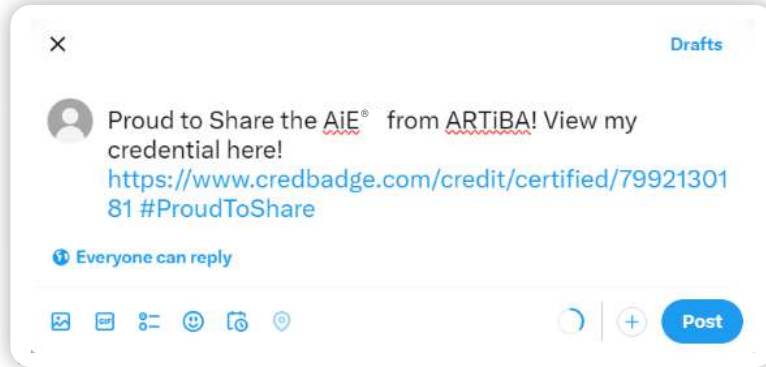 Drafts
Proud to Share the AiE® from ARTiBA! View my
credential here!
https://www.credbadge.com/credit/certified/79921301
81 #ProudToShare
Everyone can reply
GIF
Post